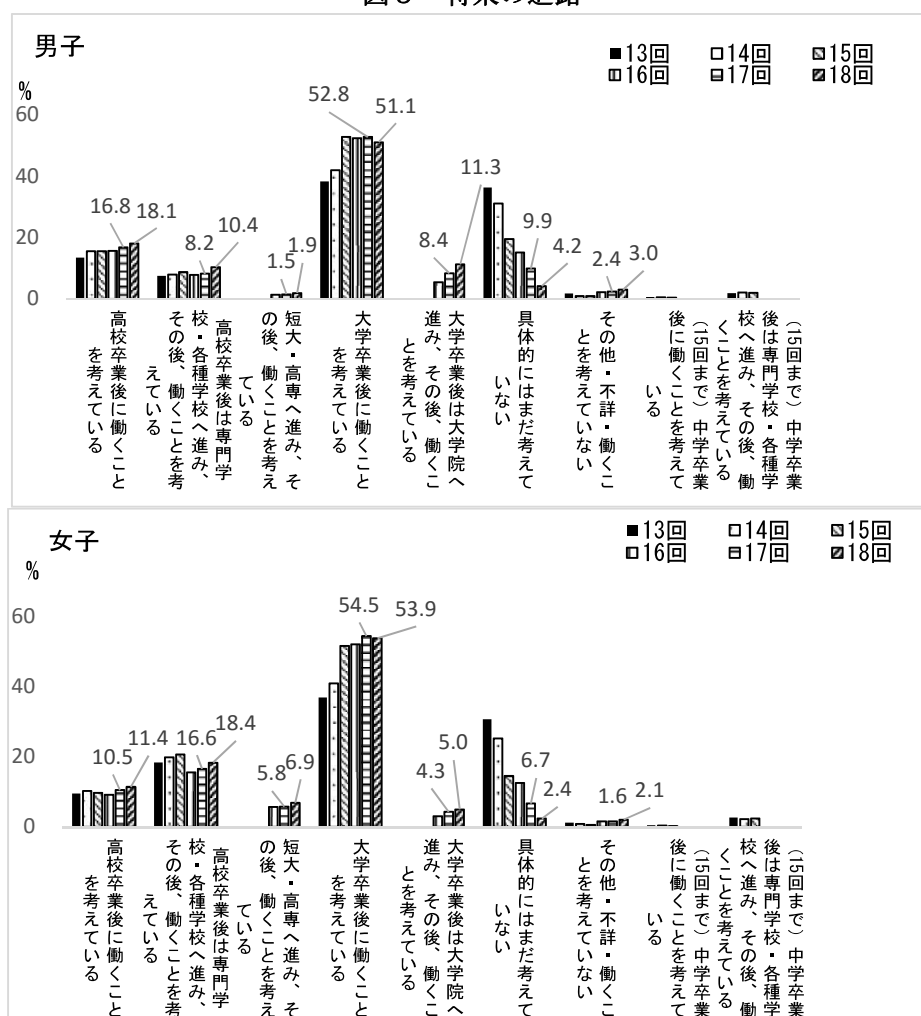 男子
■13回 □14回 15回
16回 17回 18回
%
60
40
20
0
16.8
18.1
8.2
10.4
1.5
1.9
52.8
51.1
8.4
11.3
9.9
4.2
2.4
3.0
高校卒業後に働くこと
を考えている
高校卒業後は専門学
校・各種学校へ進み、
その後、働くことを考
えている
短大・高専へ進み、そ
の後、働くことを考え
ている
大学卒業後に働くこと
を考えている
大学卒業後は大学院へ
進み、その後、働くこ
とを考えている
具体的にはまだ考えて
いない
その他・不詳・働くこ
とを考えていない
(15回まで)中学卒業
後に働くことを考えて
いる
(15回まで)中学卒業
後は専門学校・各種学
校へ進み、その後、働
くことを考えている
女子
■13回 □14回 15回
16回 17回 18回
%
60
40
20
0
10.5
11.4
16.6
18.4
5.8
6.9
54.5
53.9
4.3
5.0
6.7
2.4
1.6
2.1
高校卒業後に働くこと
を考えている
高校卒業後は専門学
校・各種学校へ進み、
その後、働くことを考
えている
短大・高専へ進み、そ
の後、働くことを考え
ている
大学卒業後に働くこと
を考えている
大学卒業後は大学院へ
進み、その後、働くこ
とを考えている
具体的にはまだ考えて
いない
その他・不詳・働くこ
とを考えていない
(15回まで)中学卒業
後に働くことを考えて
いる
(15回まで)中学卒業
後は専門学校・各種学
校へ進み、その後、働
くことを考えている